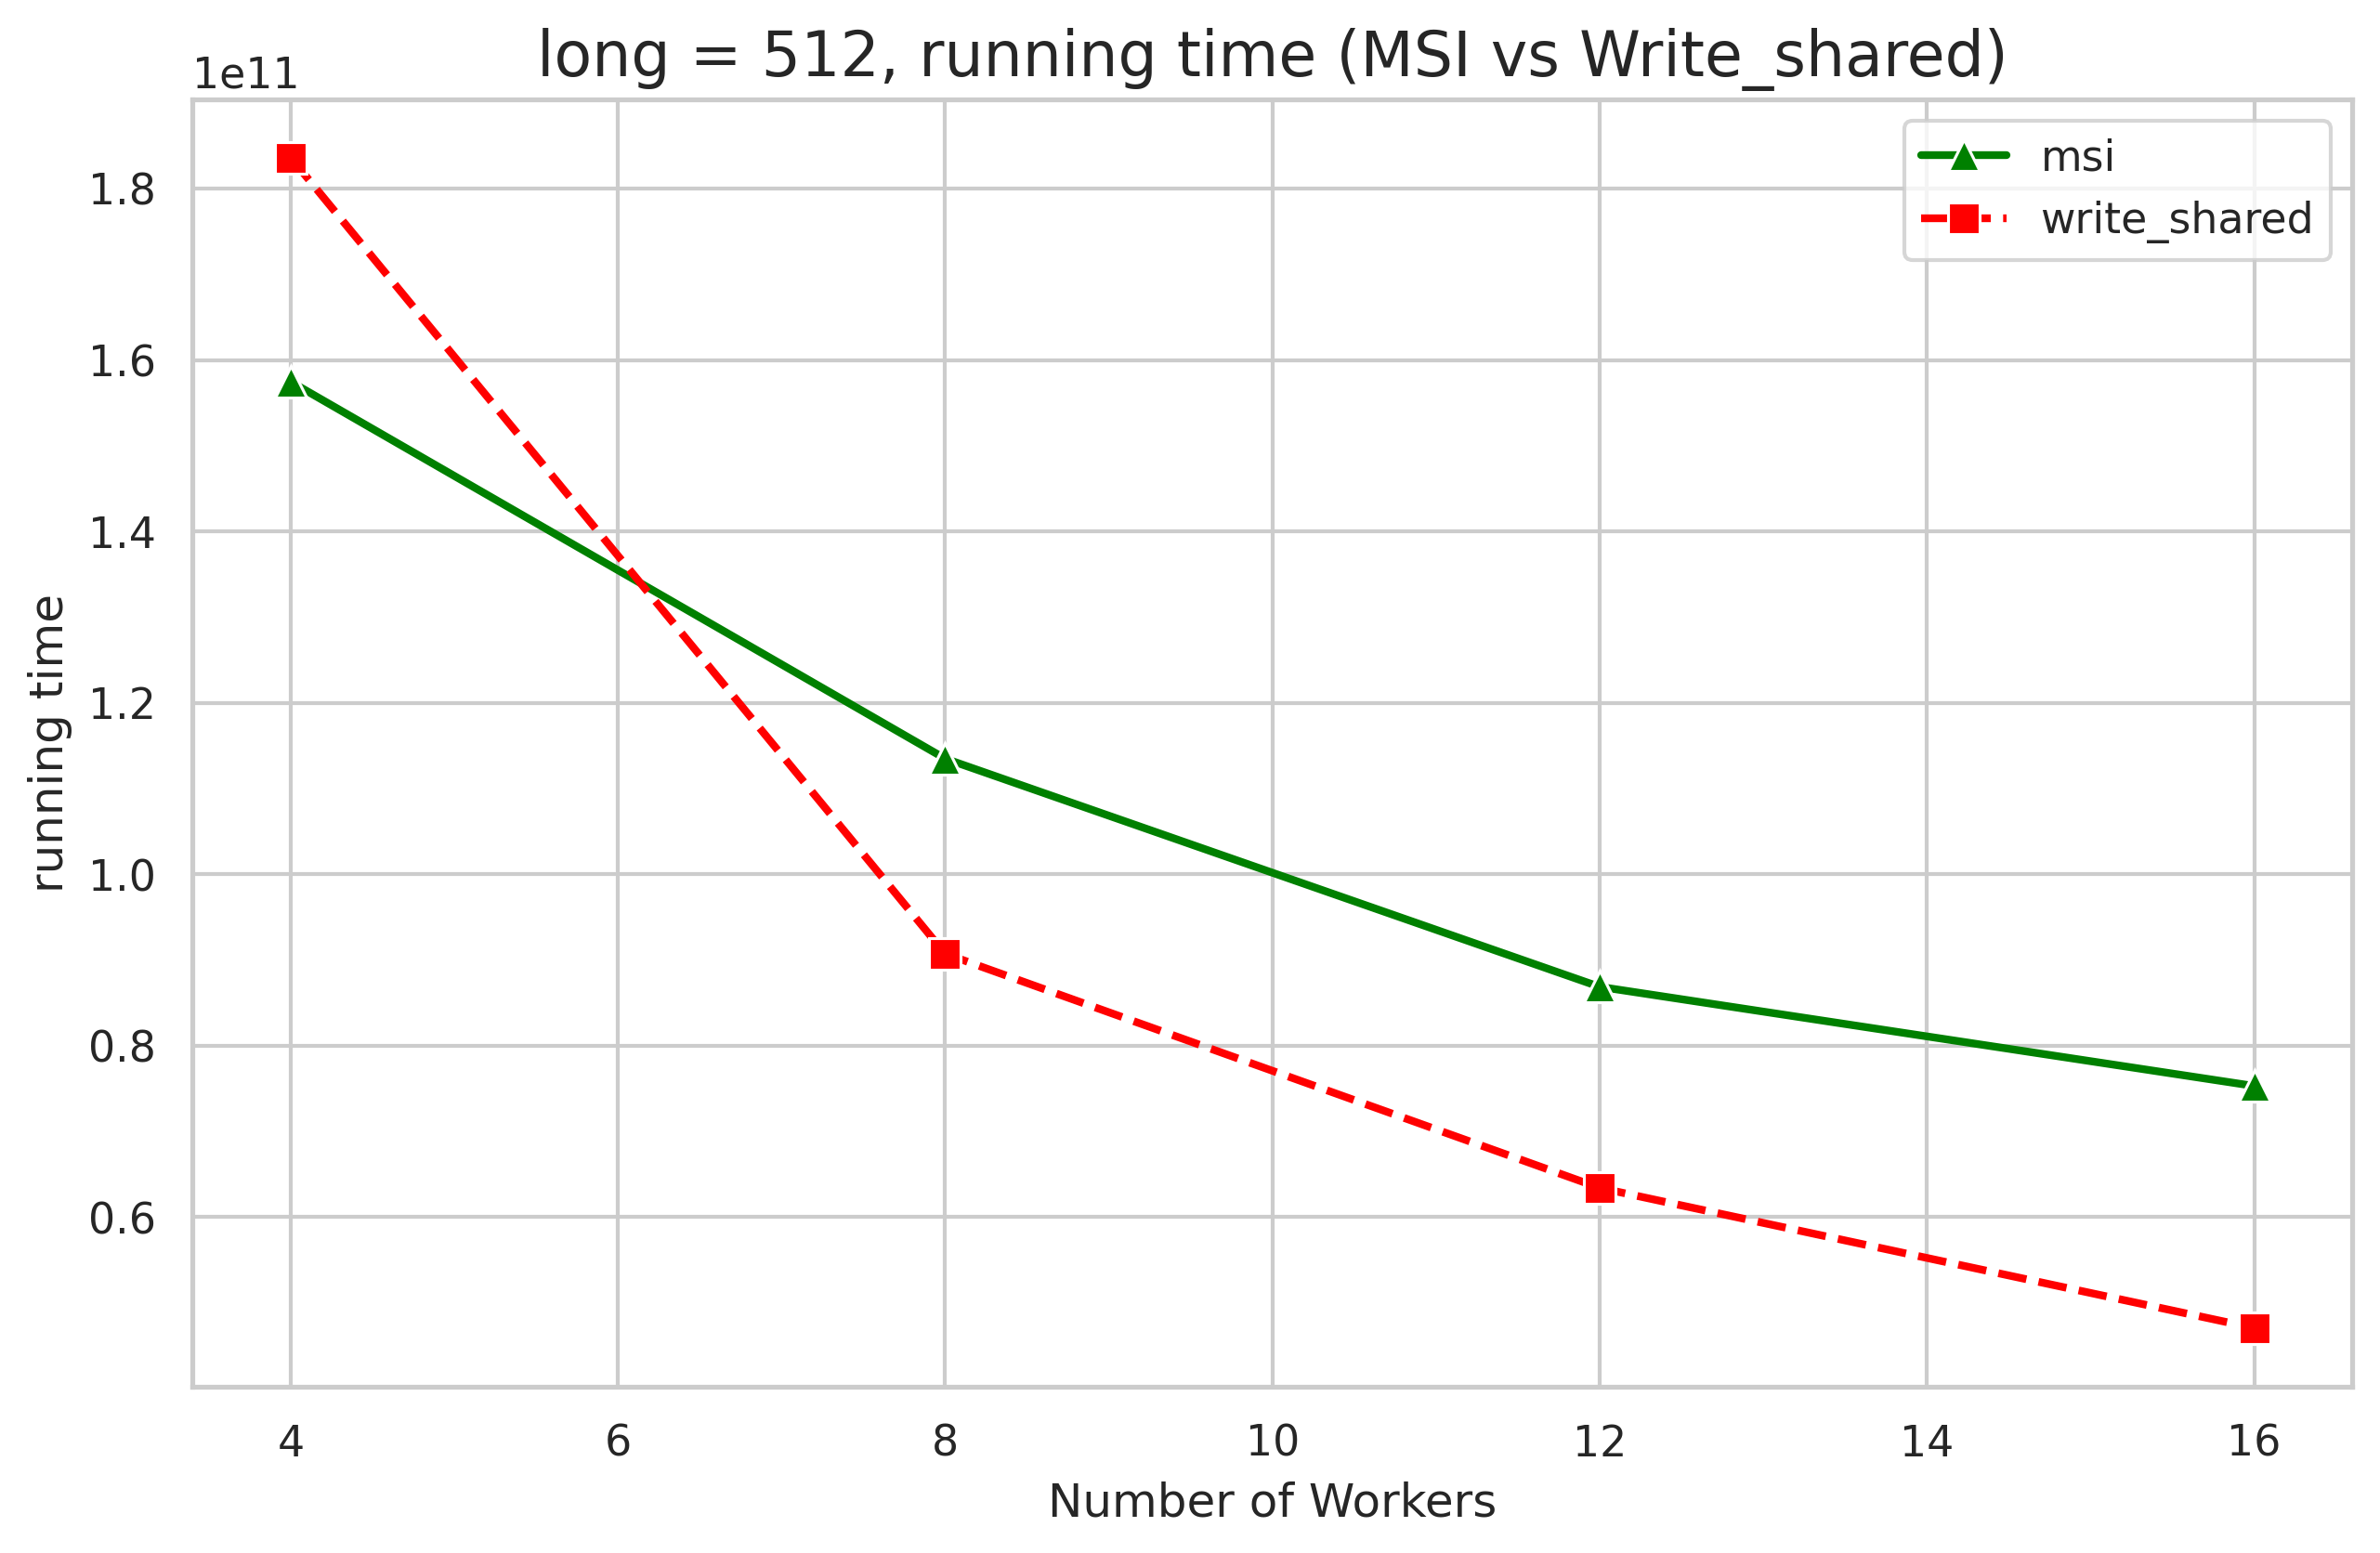 long = 512, running time (MSI vs Write_shared)
1e11
msi
write_shared
1.8
1.6
1.4
1.2
1.0
0.8
0.6
running time
4 6 8 10 12 14 16
Number of Workers